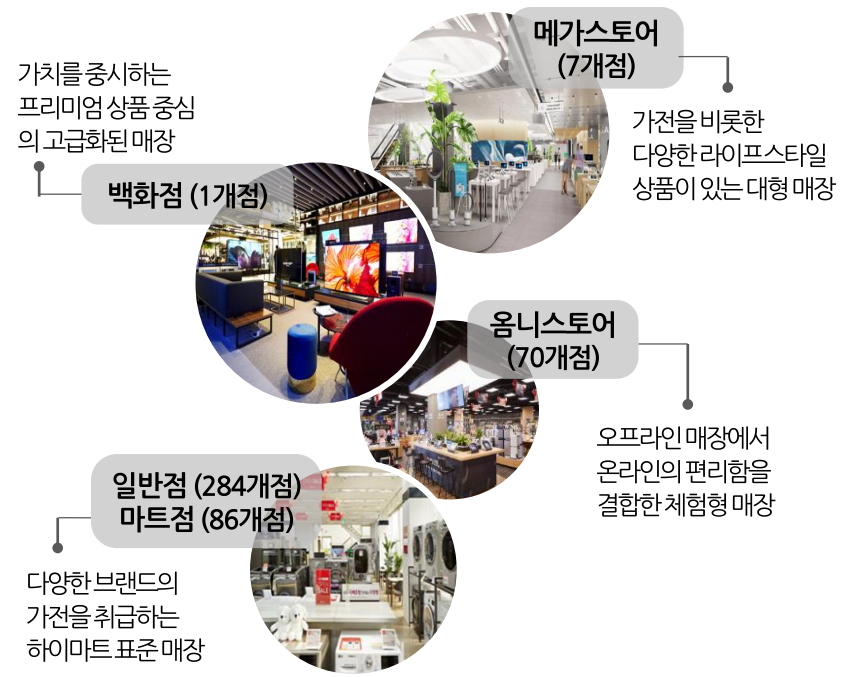 메가스토어
(7개점)
가전을 비롯한
다양한 라이프스타일
상품이 있는 대형 매장
가치를 중시하는
프리미엄 상품 중심
의 고급화된 매장
백화점 (1개점)
옴니스토어
(70개점)
오프라인 매장에서
온라인의 편리함을
결합한 체험형 매장
일반점 (284개점)
마트점 (86개점)
다양한 브랜드의
가전을 취급하는
하이마트 표준 매장